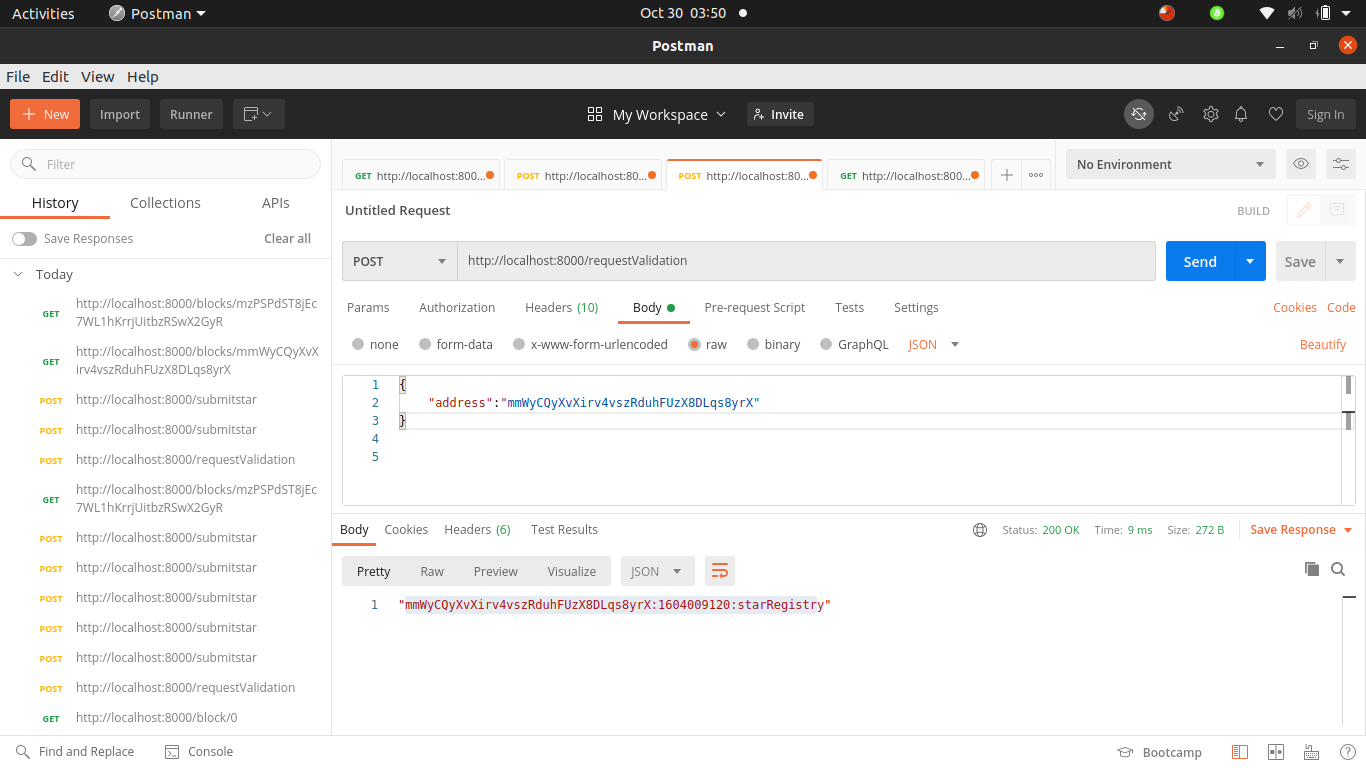 Activities Postman Oct 30 03:50
Postman
File Edit View Help
New Import Runner My Workspace Invite Sign In
Filter
History Collections APIs
Save Responses Clear all
Today
GET http://localhost:8000/blocks/mzPSPdST8jEc
7WL1hKrrjUitbzRSwX2GyR
GET http://localhost:8000/blocks/mmWyCQyXvX
irv4vszRduhFUzX8DLqs8yrX
POST http://localhost:8000/submitstar
POST http://localhost:8000/submitstar
POST http://localhost:8000/requestValidation
GET http://localhost:8000/blocks/mzPSPdST8jEc
7WL1hKrrjUitbzRSwX2GyR
POST http://localhost:8000/submitstar
POST http://localhost:8000/submitstar
POST http://localhost:8000/submitstar
POST http://localhost:8000/submitstar
POST http://localhost:8000/submitstar
POST http://localhost:8000/requestValidation
GET http://localhost:8000/block/0
GET http://localhost:800... POST http://localhost:80... POST http://localhost:80... GET http://localhost:800... No Environment
Untitled Request BUILD
POST http://localhost:8000/requestValidation Send Save
Params Authorization Headers (10) Body Pre-request Script Tests Settings Cookies Code
none form-data x-www-form-urlencoded raw binary GraphQL JSON Beautify
1 {
2 "address":"mmWyCQyXvXirv4vszRduhFUzX8DLqs8yrX"
3 }
4
5
Body Cookies Headers (6) Test Results Status: 200 OK Time: 9 ms Size: 272 B Save Response
Pretty Raw Preview Visualize JSON
1 "mmWyCQyXvXirv4vszRduhFUzX8DLqs8yrX:1604009120:starRegistry"
Find and Replace Console Bootcamp